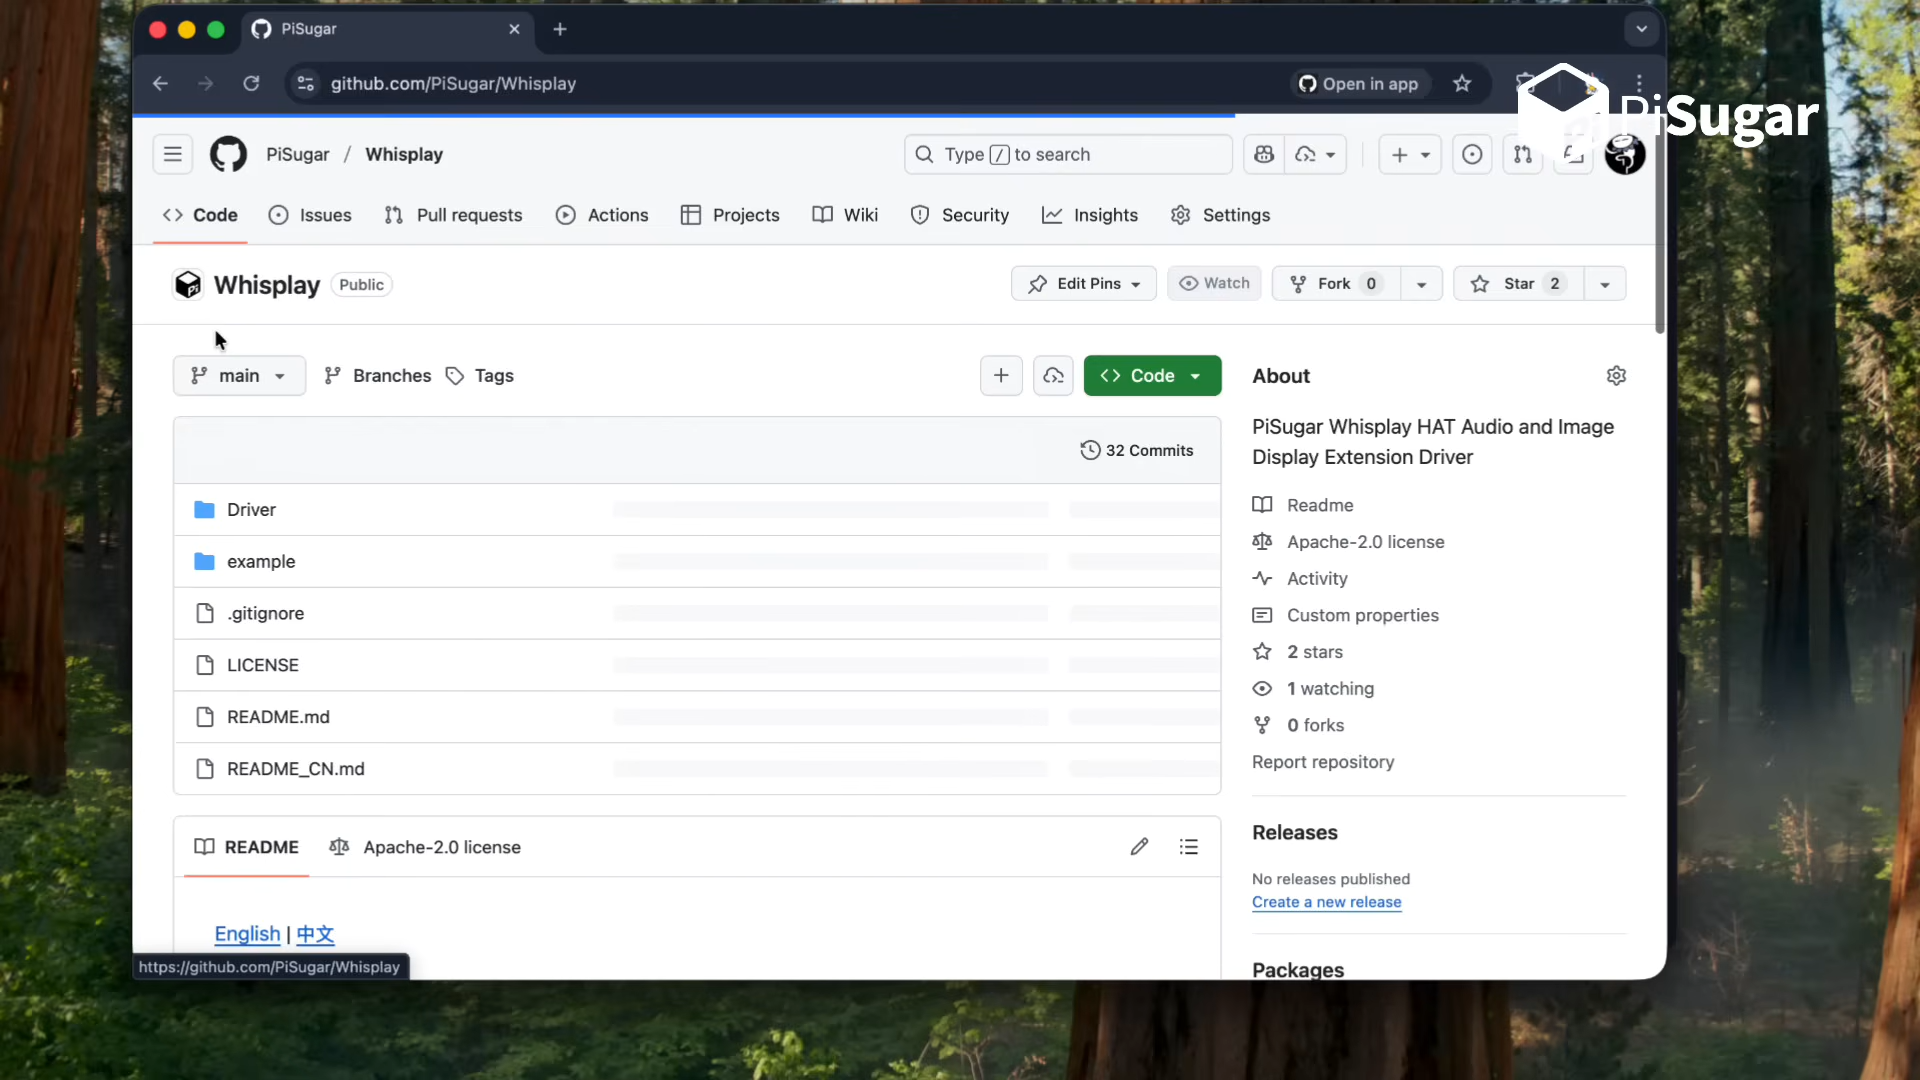 PiSugar
github.com/PiSugar/Whisplay
Open in app
PiSugar
PiSugar / Whisplay
Type / to search
Code
Issues
Pull requests
Actions
Projects
Wiki
Security
Insights
Settings
Whisplay
Public
Edit Pins
Watch
Fork 0
Star 2
main
Branches
Tags
Code
About
PiSugar Whisplay HAT Audio and Image
Display Extension Driver
32 Commits
Driver
example
.gitignore
LICENSE
README.md
README_CN.md
Readme
Apache-2.0 license
Activity
Custom properties
2 stars
1 watching
0 forks
Report repository
README
Apache-2.0 license
English | 中文
Releases
No releases published
Create a new release
Packages
https://github.com/PiSugar/Whisplay